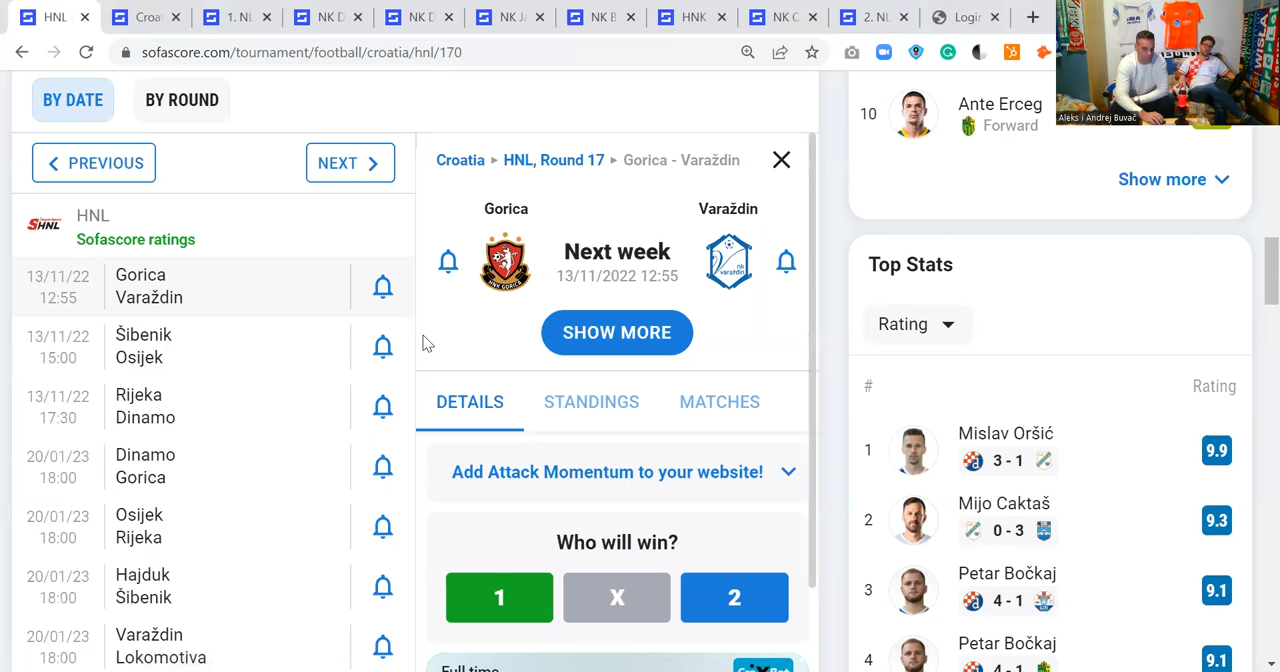 HNL
Croa
1. NL
NK D
NK D
NK J
NK B
HNK
NK C
2. NL
Login
sofascore.com/tournament/football/croatia/hnl/170
Aleks i Andrej Buvač
BY DATE
BY ROUND
PREVIOUS
NEXT
HNL
Sofascore ratings
13/11/22
12:55
Gorica
Varaždin
13/11/22
15:00
Šibenik
Osijek
13/11/22
17:30
Rijeka
Dinamo
20/01/23
18:00
Dinamo
Gorica
20/01/23
18:00
Osijek
Rijeka
20/01/23
18:00
Hajduk
Šibenik
20/01/23
18:00
Varaždin
Lokomotiva
Croatia ▸ HNL, Round 17 ▸ Gorica - Varaždin
Gorica
Varaždin
Next week
13/11/2022 12:55
SHOW MORE
DETAILS
STANDINGS
MATCHES
Add Attack Momentum to your website!
Who will win?
1
X
2
Full time
10
Ante Erceg
Forward
Show more
Top Stats
Rating
#
Rating
1
Mislav Oršić
3 - 1
9.9
2
Mijo Caktaš
0 - 3
9.3
3
Petar Bočkaj
4 - 1
9.1
4
Petar Bočkaj
4 - 1
9.1